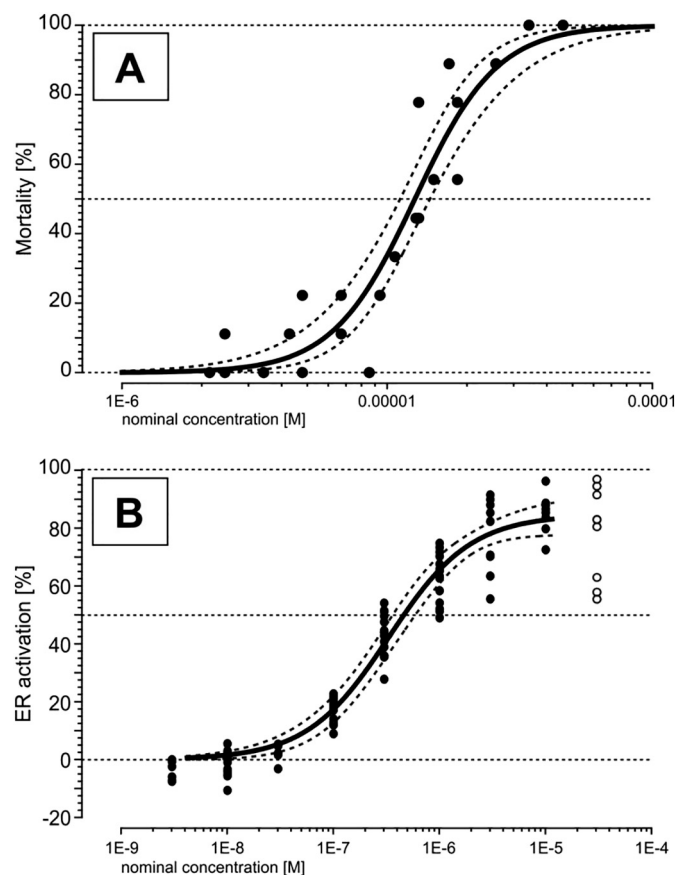 100
A
80
Mortality [%]
60
40
20
0
1E-6 0.00001 0.0001
nominal concentration [M]
100
B
80
ER activation [%]
60
40
20
0
-20
1E-9 1E-8 1E-7 1E-6 1E-5 1E-4
nominal concentration [M]